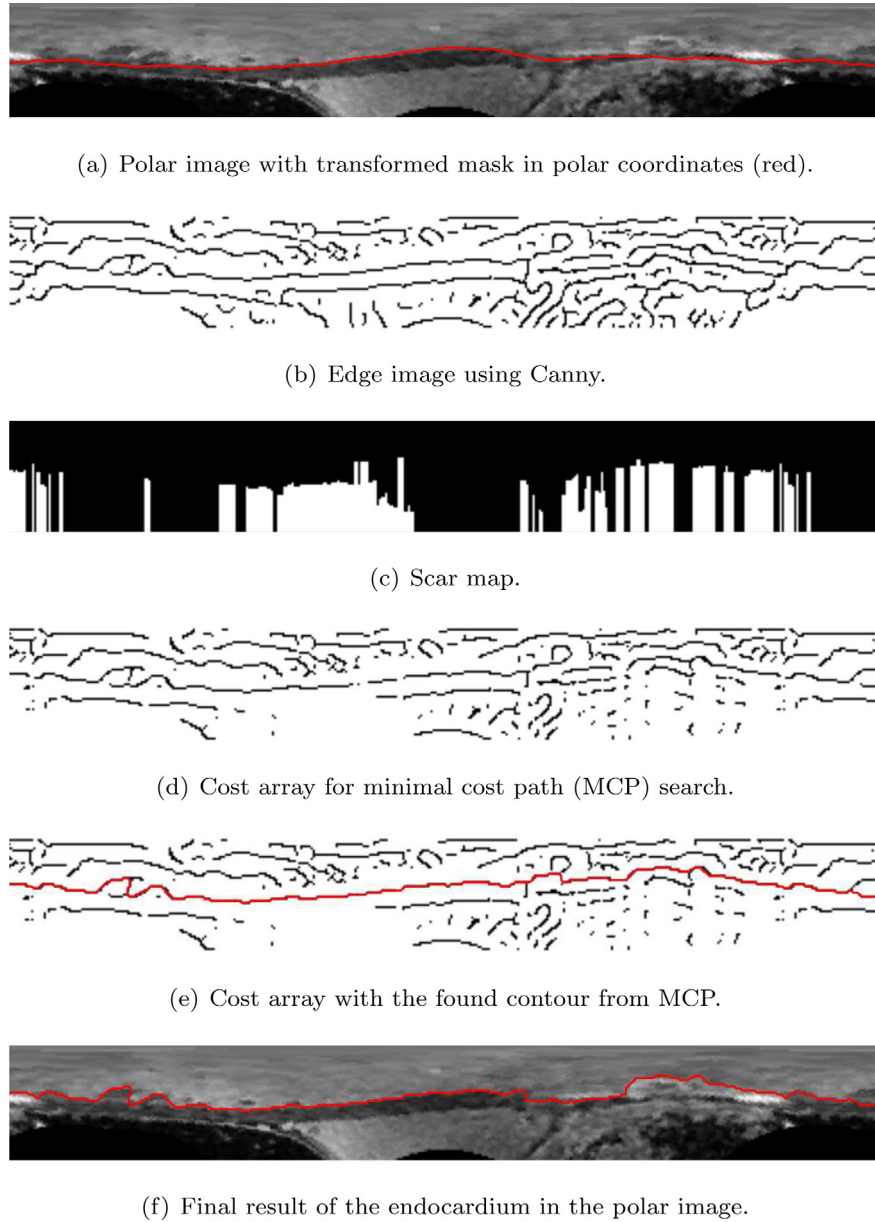 (a) Polar image with transformed mask in polar coordinates (red).
(b) Edge image using Canny.
(c) Scar map.
(d) Cost array for minimal cost path (MCP) search.
(e) Cost array with the found contour from MCP.
(f) Final result of the endocardium in the polar image.